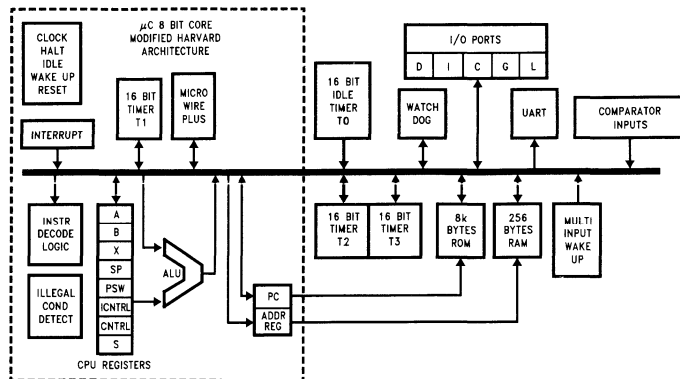 μC 8 BIT CORE
MODIFIED HARVARD
ARCHITECTURE
CLOCK
HALT
IDLE
WAKE UP
RESET
INTERRUPT
16 BIT
TIMER
T1
MICRO
WIRE
PLUS
16 BIT
IDLE
TIMER
T0
WATCH
DOG
I/O PORTS
D I C G L
UART
COMPARATOR
INPUTS
INSTR
DECODE
LOGIC
ILLEGAL
COND
DETECT
A
B
X
SP
PSW
ICNTRL
CNTRL
S
CPU REGISTERS
ALU
PC
ADDR
REG
16 BIT
TIMER
T2
16 BIT
TIMER
T3
8k
BYTES
ROM
256
BYTES
RAM
MULTI
INPUT
WAKE
UP